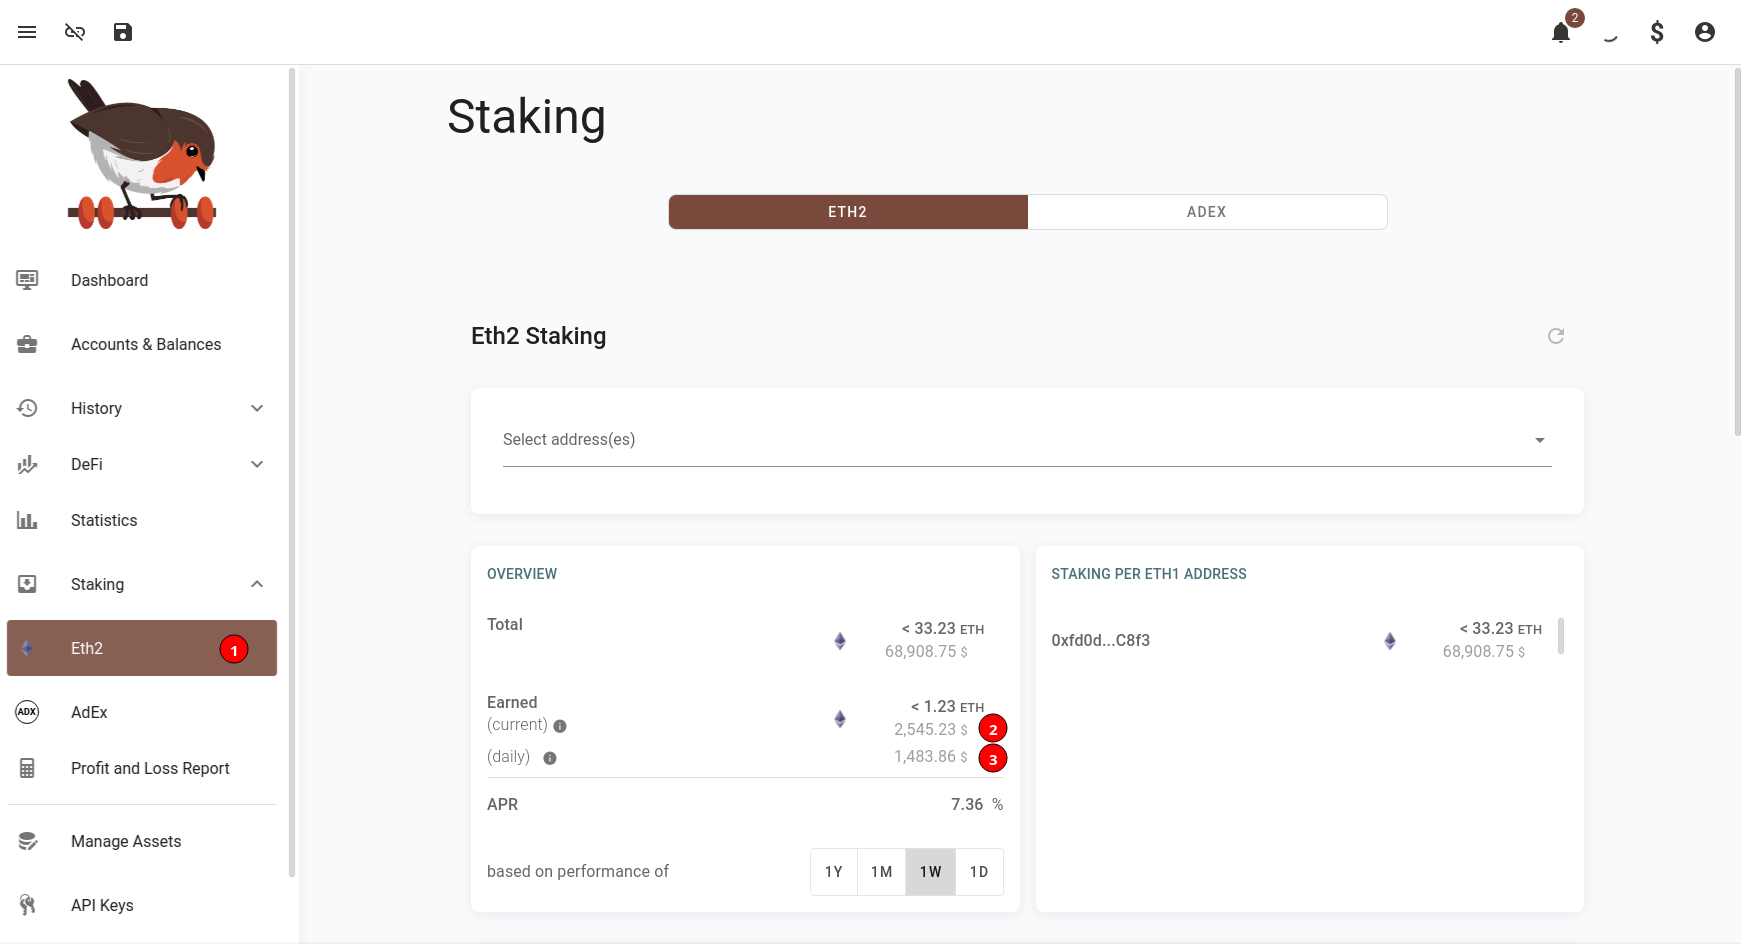 2
$
Dashboard
Accounts & Balances
History
DeFi
Statistics
Staking
Eth2 1
ADX AdEx
Profit and Loss Report
Manage Assets
API Keys
Staking
ETH2 ADEX
Eth2 Staking
Select address(es)
OVERVIEW
Total < 33.23 ETH
68,908.75 $
Earned < 1.23 ETH
(current) 2,545.23 $ 2
(daily) 1,483.86 $ 3
APR 7.36 %
based on performance of 1Y 1M 1W 1D
STAKING PER ETH1 ADDRESS
0xfd0d...C8f3 < 33.23 ETH
68,908.75 $